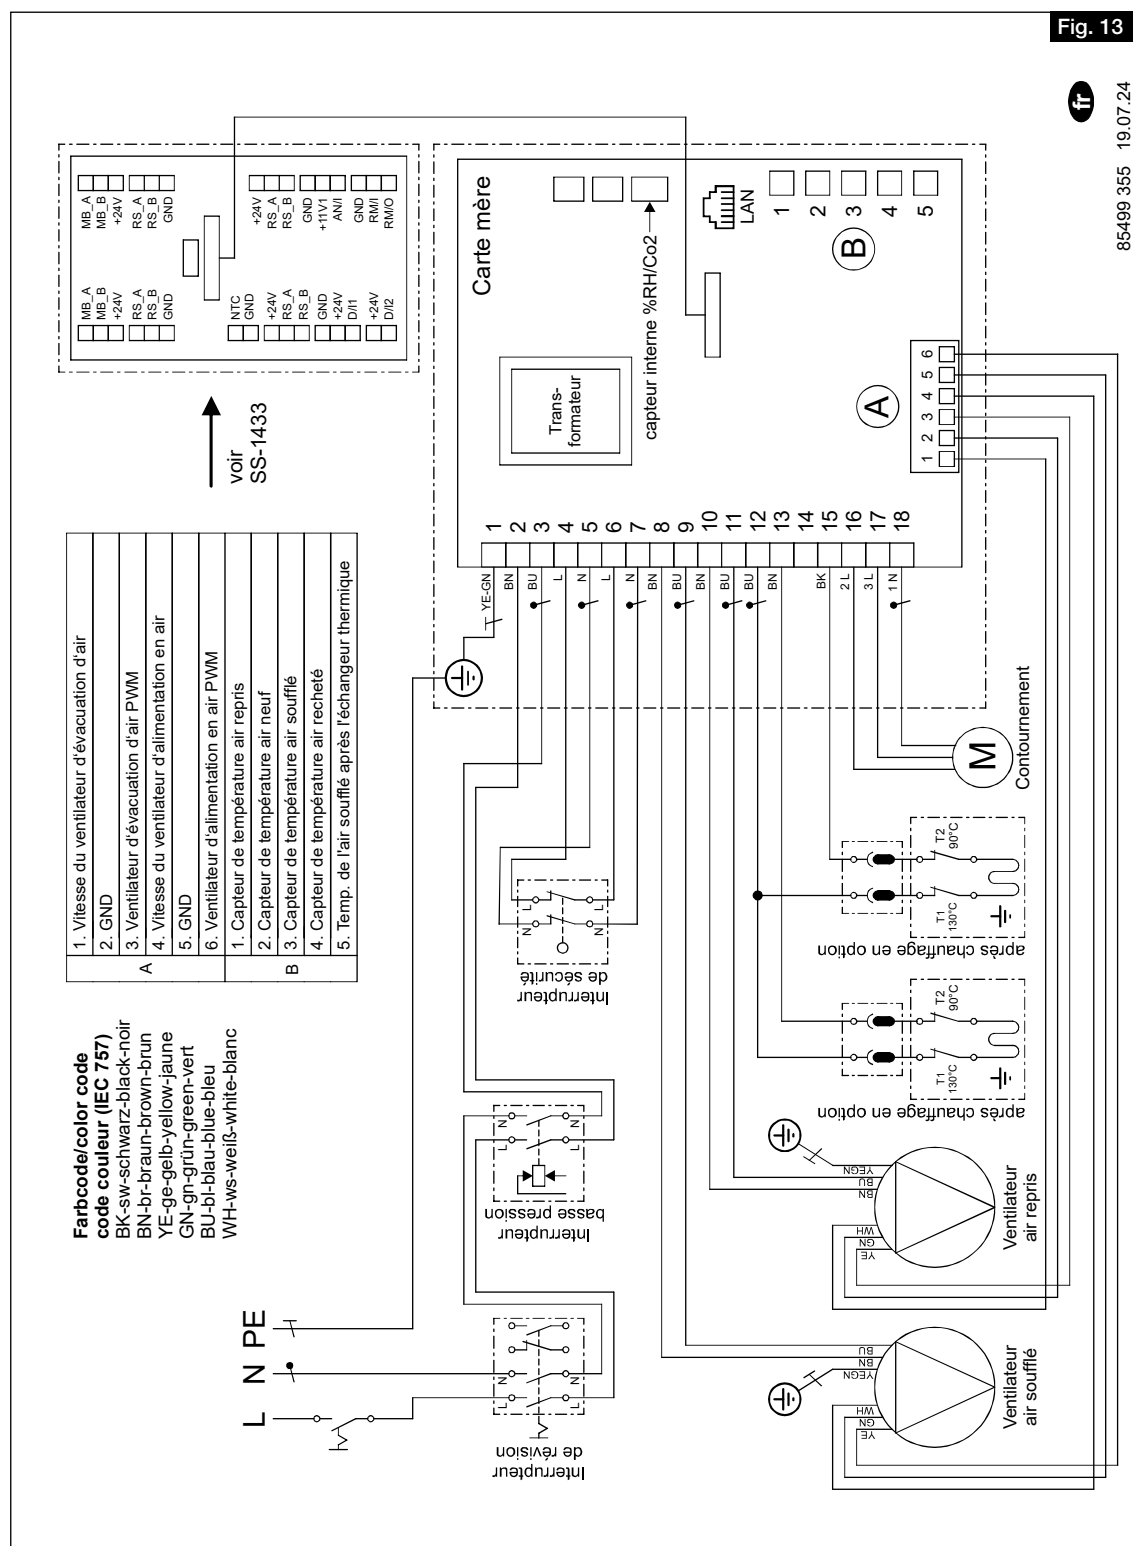 Fig. 13
fr
85499 355 19.07.24
MB_A
MB_B
+24V
RS_A
RS_B
GND
+24V
RS_A
RS_B
GND
+11V1
AN/I
GND
RM/I
RM/O
MB_A
MB_B
+24V
RS_A
RS_B
GND
NTC
GND
+24V
RS_A
RS_B
GND
+24V
D/I1
+24V
D/I2
voir
SS-1433
Carte mère
Trans-
formateur
capteur interne %RH/Co2
LAN
1
2
3
4
5
B
A
1
2
3
4
5
6
1
2
3
4
5
6
7
8
9
10
11
12
13
14
15
16
17
18
YE-GN
BN
BU
L
N
L
N
BN
BU
BN
BU
BU
BN
BK
2 L
3 L
1 N
A
1. Vitesse du ventilateur d'évacuation d'air
2. GND
3. Ventilateur d'évacuation d'air PWM
4. Vitesse du ventilateur d'alimentation en air
5. GND
6. Ventilateur d'alimentation en air PWM
B
1. Capteur de température air repris
2. Capteur de température air neuf
3. Capteur de température air soufflé
4. Capteur de température air recheté
5. Temp. de l'air soufflé après l'échangeur thermique
Farbcode/color code
code couleur (IEC 757)
BK-sw-schwarz-black-noir
BN-br-braun-brown-brun
YE-ge-gelb-yellow-jaune
GN-gn-grün-green-vert
BU-bl-blau-blue-bleu
WH-ws-weiß-white-blanc
L N PE
Interrupteur
de révision
L
N
L
N
Interrupteur
basse pression
L
N
L
N
Interrupteur
de sécurité
N
L
N
L
après chauffage en option
T1
130°C
T2
90°C
après chauffage en option
T1
130°C
T2
90°C
M
Contournement
Ventilateur
air repris
YE
GN
WH
BN
BU
YEGN
Ventilateur
air soufflé
YE
GN
WH
YEGN
BN
BU